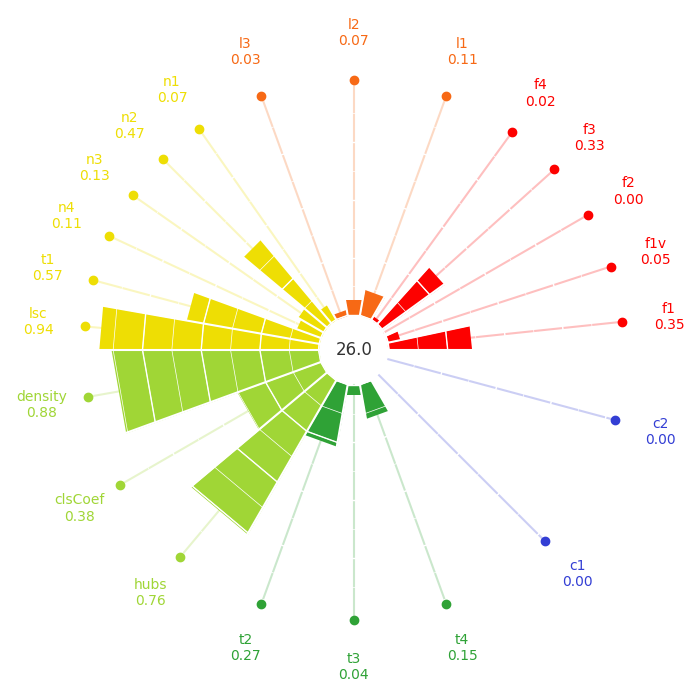 l2
0.07
l3
0.03
l1
0.11
n1
0.07
f4
0.02
n2
0.47
f3
0.33
n3
0.13
f2
0.00
n4
0.11
f1v
0.05
t1
0.57
f1
0.35
lsc
0.94
26.0
density
0.88
c2
0.00
clsCoef
0.38
c1
0.00
hubs
0.76
t2
0.27
t3
0.04
t4
0.15